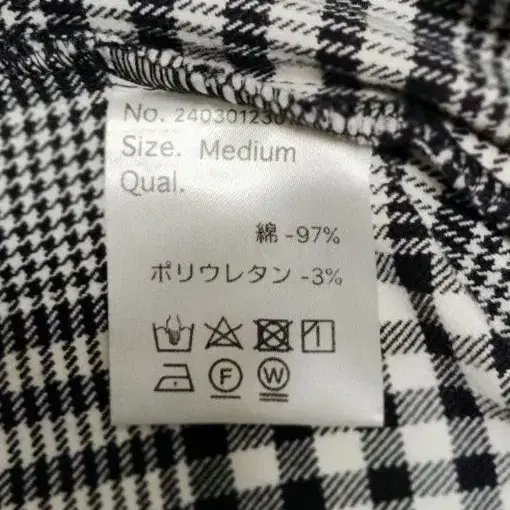 No. 240301230
Size. Medium
Qual.
綿 -97%
ポリウレタン -3%
F W